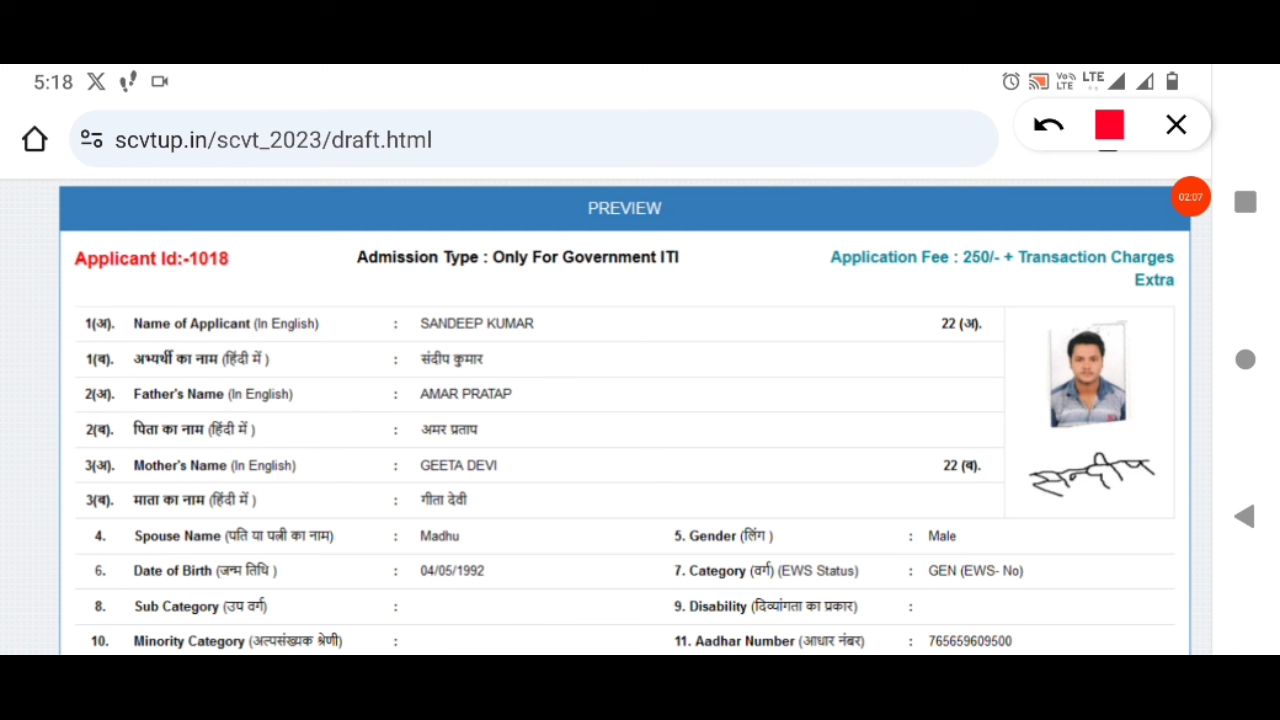 5:18 Vo)) LTE LTE
scvtup.in/scvt_2023/draft.html
02:07
PREVIEW
Applicant Id:-1018 Admission Type : Only For Government ITI Application Fee : 250/- + Transaction Charges Extra
1(अ). Name of Applicant (In English) : SANDEEP KUMAR 22 (अ).
1(ब). अभ्यर्थी का नाम (हिंदी में ) : संदीप कुमार
2(अ). Father's Name (In English) : AMAR PRATAP
2(ब). पिता का नाम (हिंदी में ) : अमर प्रताप
3(अ). Mother's Name (In English) : GEETA DEVI 22 (ब).
सन्दीप
3(ब). माता का नाम (हिंदी में ) : गीता देवी
4. Spouse Name (पति या पत्नी का नाम) : Madhu 5. Gender (लिंग ) : Male
6. Date of Birth (जन्म तिथि ) : 04/05/1992 7. Category (वर्ग) (EWS Status) : GEN (EWS- No)
8. Sub Category (उप वर्ग) : 9. Disability (दिव्यांगता का प्रकार) :
10. Minority Category (अल्पसंख्यक श्रेणी) : 11. Aadhar Number (आधार नंबर) : 765659609500